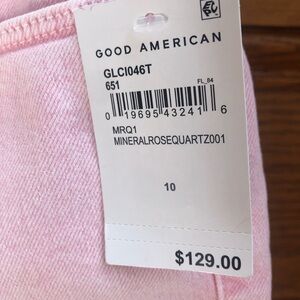 GOOD AMERICAN
GLCI046T
651
FL_84
0 19695 43241 6
MRQ1
MINERALROSEQUARTZ001
10
$129.00